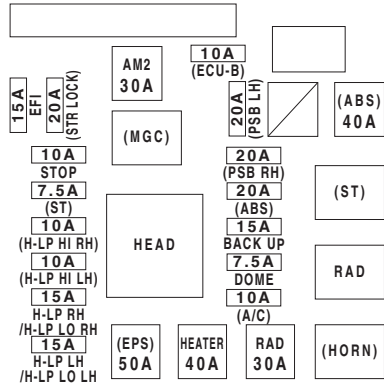 10A
(ECU-B)
AM2
30A
15A
EFI
20A
(STR LOCK)
20A
(PSB LH)
(ABS)
40A
(MGC)
10A
STOP
7.5A
(ST)
10A
(H-LP HI RH)
10A
(H-LP HI LH)
15A
H-LP RH
/H-LP LO RH
15A
H-LP LH
/H-LP LO LH
HEAD
20A
(PSB RH)
20A
(ABS)
15A
BACK UP
7.5A
DOME
10A
(A/C)
(ST)
RAD
(EPS)
50A
HEATER
40A
RAD
30A
(HORN)